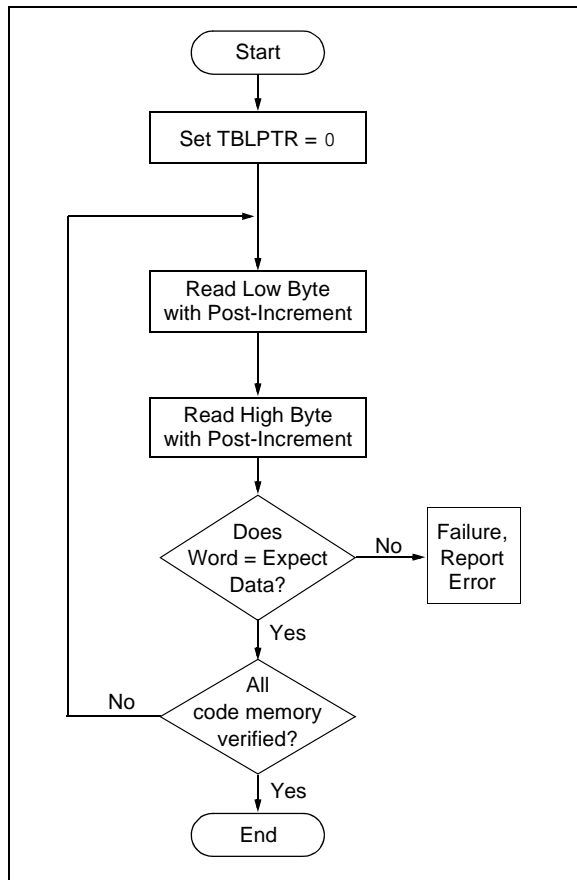 Start
Set TBLPTR = 0
Read Low Byte
with Post-Increment
Read High Byte
with Post-Increment
Does
Word = Expect
Data?
No
Failure,
Report
Error
Yes
All
code memory
verified?
No
Yes
End